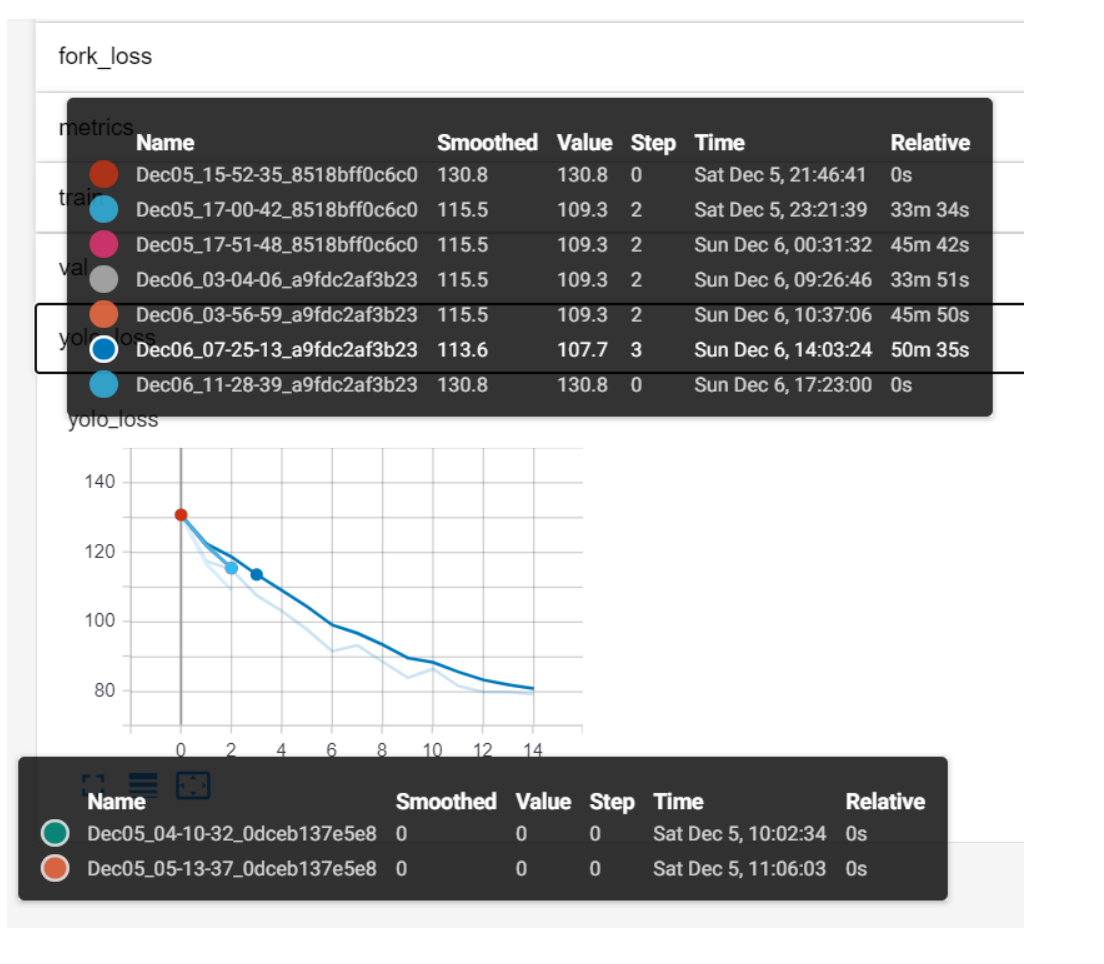 fork_loss
metrics
train
val
yolo_loss
Name Smoothed Value Step Time Relative
Dec05_15-52-35_8518bff0c6c0 130.8 130.8 0 Sat Dec 5, 21:46:41 0s
Dec05_17-00-42_8518bff0c6c0 115.5 109.3 2 Sat Dec 5, 23:21:39 33m 34s
Dec05_17-51-48_8518bff0c6c0 115.5 109.3 2 Sun Dec 6, 00:31:32 45m 42s
Dec06_03-04-06_a9fdc2af3b23 115.5 109.3 2 Sun Dec 6, 09:26:46 33m 51s
Dec06_03-56-59_a9fdc2af3b23 115.5 109.3 2 Sun Dec 6, 10:37:06 45m 50s
Dec06_07-25-13_a9fdc2af3b23 113.6 107.7 3 Sun Dec 6, 14:03:24 50m 35s
Dec06_11-28-39_a9fdc2af3b23 130.8 130.8 0 Sun Dec 6, 17:23:00 0s
yolo_loss
140
120
100
80
0 2 4 6 8 10 12 14
Name Smoothed Value Step Time Relative
Dec05_04-10-32_0dceb137e5e8 0 0 0 Sat Dec 5, 10:02:34 0s
Dec05_05-13-37_0dceb137e5e8 0 0 0 Sat Dec 5, 11:06:03 0s